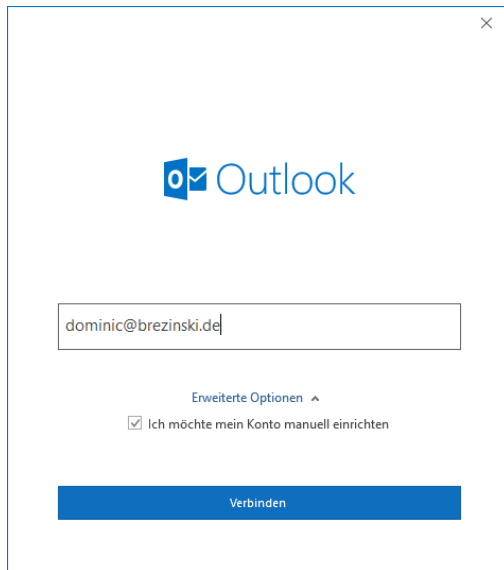 Outlook
dominic@brezinski.de
Erweiterte Optionen
Ich möchte mein Konto manuell einrichten
Verbinden